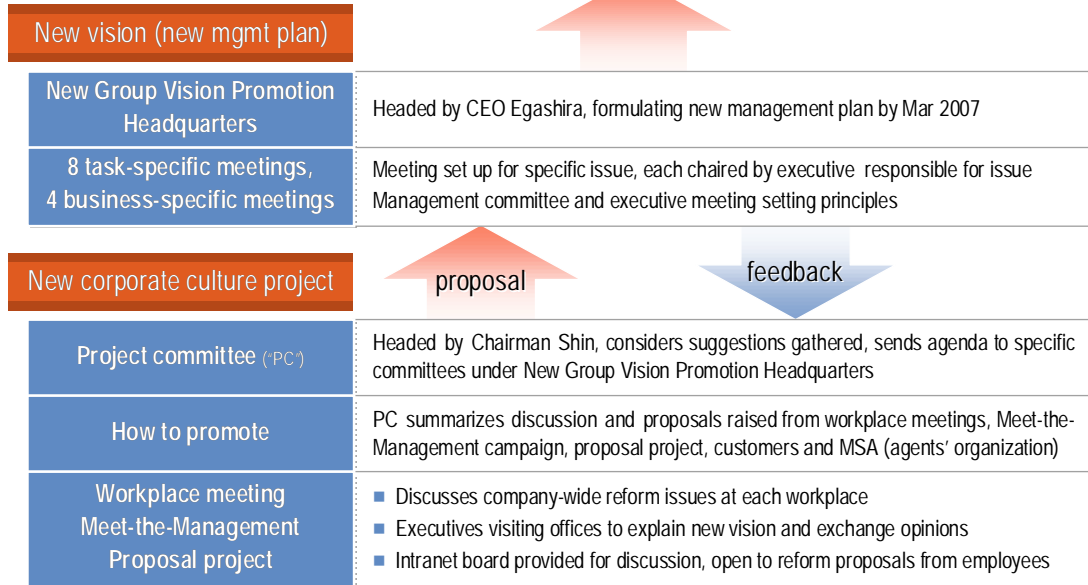 New vision (new mgmt plan)
New Group Vision Promotion
Headquarters
Headed by CEO Egashira, formulating new management plan by Mar 2007
8 task-specific meetings,
4 business-specific meetings
Meeting set up for specific issue, each chaired by executive responsible for issue
Management committee and executive meeting setting principles
New corporate culture project
proposal
feedback
Project committee ("PC")
Headed by Chairman Shin, considers suggestions gathered, sends agenda to specific
committees under New Group Vision Promotion Headquarters
How to promote
PC summarizes discussion and proposals raised from workplace meetings, Meet-the-
Management campaign, proposal project, customers and MSA (agents' organization)
Workplace meeting
Meet-the-Management
Proposal project
■ Discusses company-wide reform issues at each workplace
■ Executives visiting offices to explain new vision and exchange opinions
■ Intranet board provided for discussion, open to reform proposals from employees